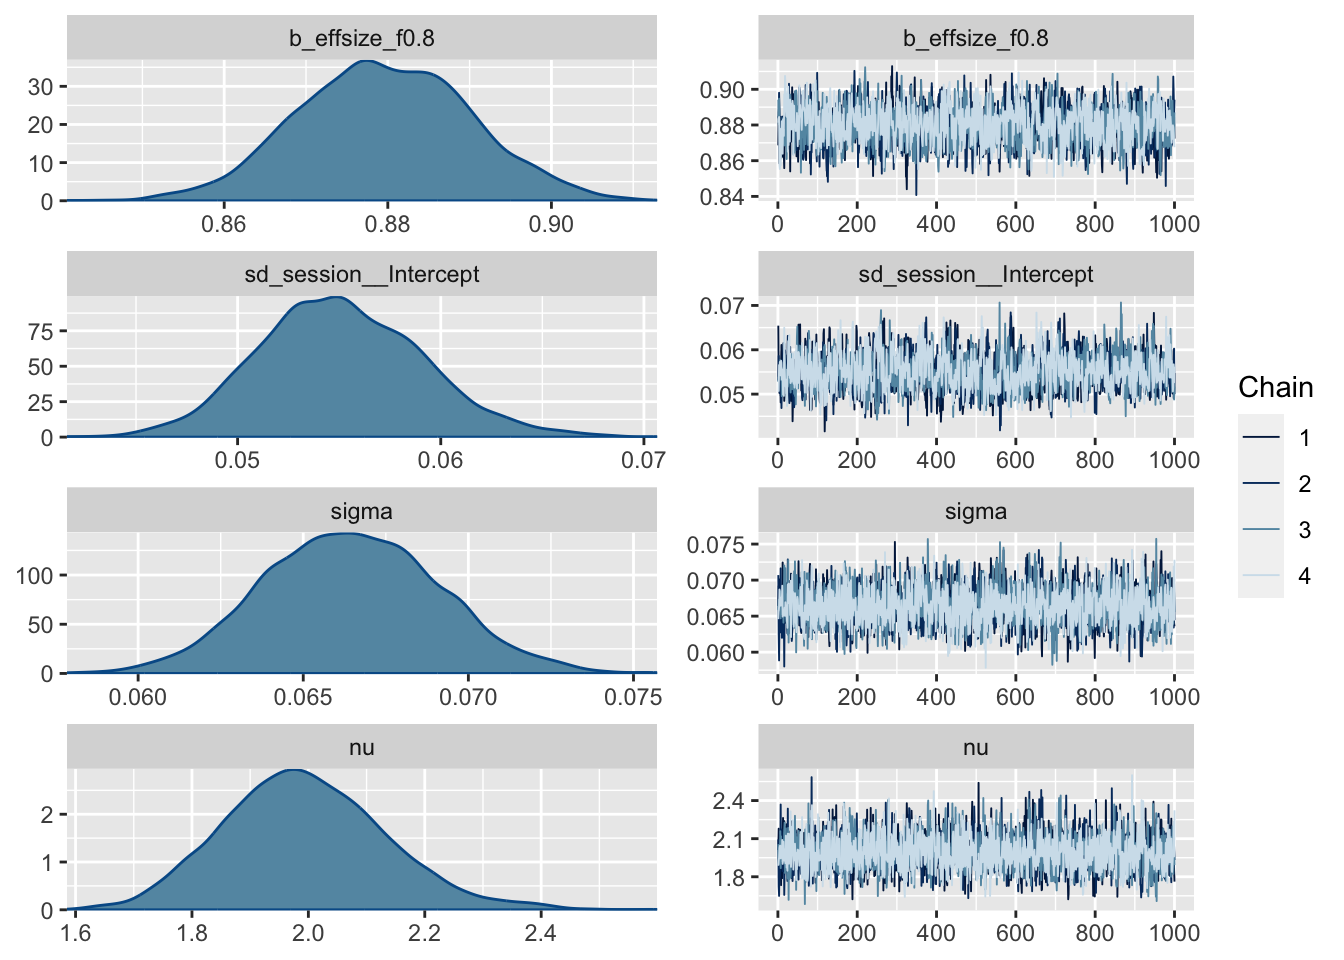 b_effsize_f0.8
30
20
10
0
0.86 0.88 0.90
b_effsize_f0.8
0.90
0.88
0.86
0.84
0 200 400 600 800 1000
sd_session__Intercept
75
50
25
0
0.05 0.06 0.07
sd_session__Intercept
0.07
0.06
0.05
0 200 400 600 800 1000
sigma
100
50
0
0.060 0.065 0.070 0.075
sigma
0.075
0.070
0.065
0.060
0 200 400 600 800 1000
nu
2
1
0
1.6 1.8 2.0 2.2 2.4
nu
2.4
2.1
1.8
0 200 400 600 800 1000
Chain
1
2
3
4